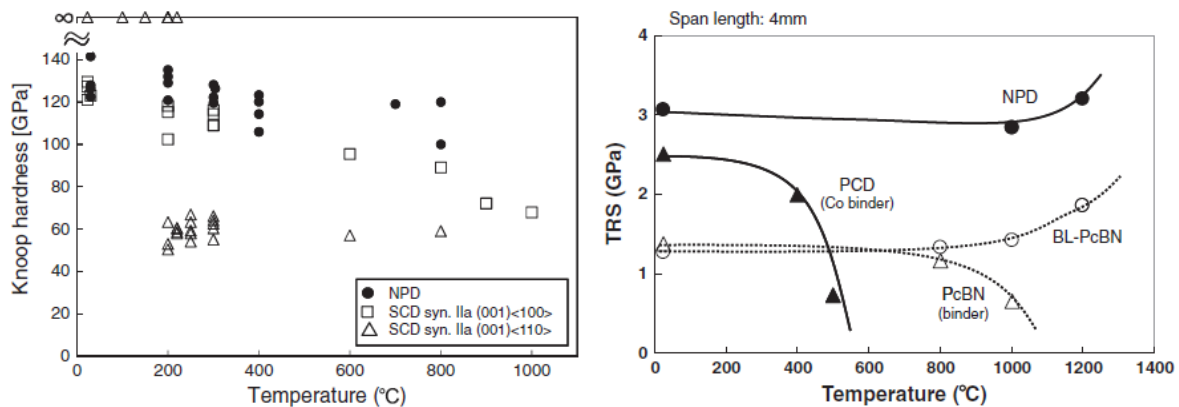 ∞
≈
140
120
100
80
60
40
20
0
Knoop hardness [GPa]
NPD
SCD syn. IIa (001)<100>
SCD syn. IIa (001)<110>
0
200
400
600
800
1000
Temperature (℃)
Span length: 4mm
4
3
2
1
0
TRS (GPa)
NPD
PCD
(Co binder)
BL-PcBN
PcBN
(binder)
0
200
400
600
800
1000
1200
1400
Temperature (℃)